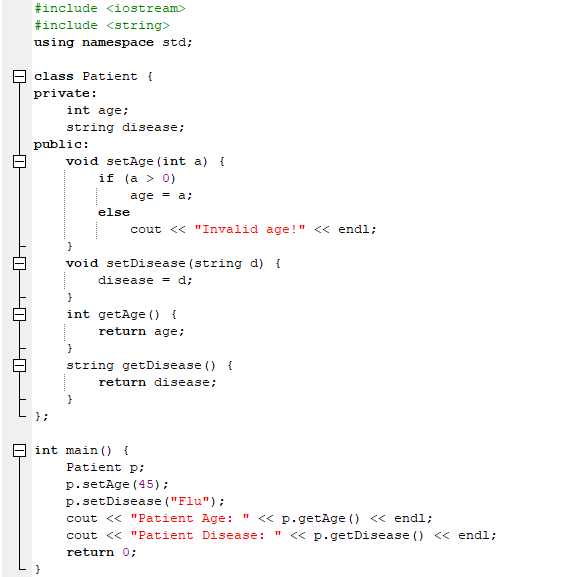 #include <iostream>
#include <string>
using namespace std;

class Patient {
private:
    int age;
    string disease;
public:
    void setAge(int a) {
        if (a > 0)
            age = a;
        else
            cout << "Invalid age!" << endl;
    }
    void setDisease(string d) {
        disease = d;
    }
    int getAge() {
        return age;
    }
    string getDisease() {
        return disease;
    }
};

int main() {
    Patient p;
    p.setAge(45);
    p.setDisease("Flu");
    cout << "Patient Age: " << p.getAge() << endl;
    cout << "Patient Disease: " << p.getDisease() << endl;
    return 0;
}